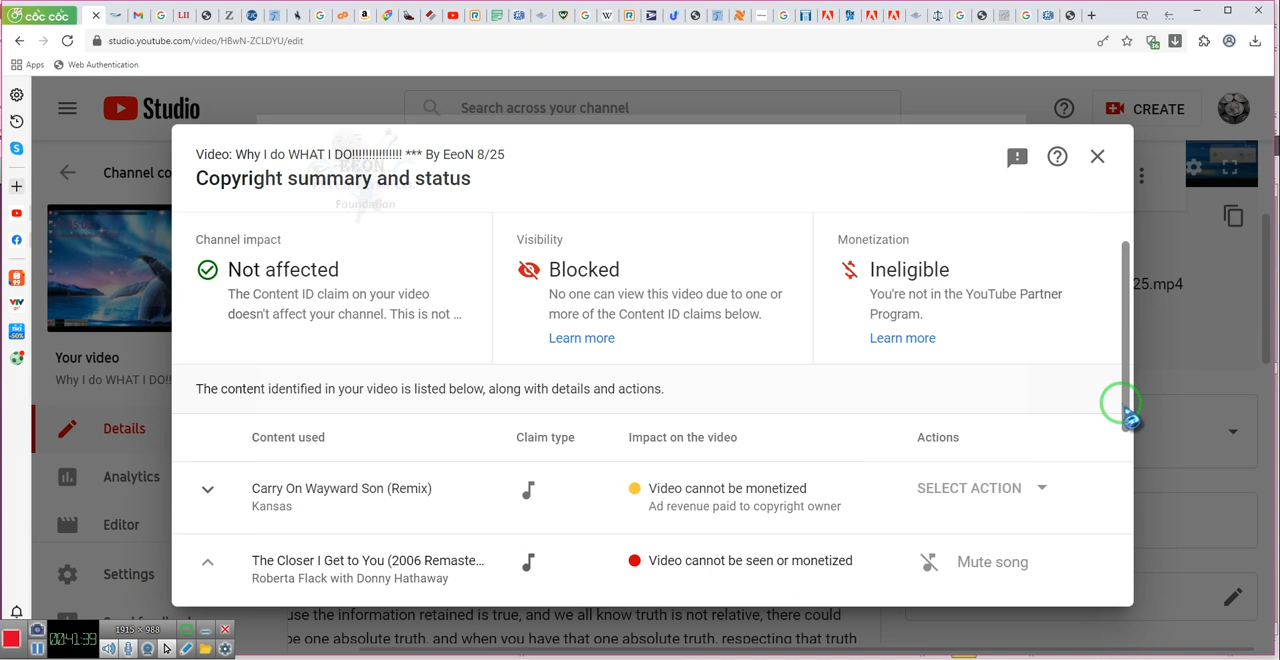 cốc cốc
studio.youtube.com/video/HBwN-ZCLDYU/edit
Apps
Web Authentication
Studio
Search across your channel
CREATE
Channel co
Video: Why I do WHAT I DO!!!!!!!!!!!!!!! *** By EeoN 8/25
Copyright summary and status
EEON
Foundation
Channel impact
Visibility
Monetization
Not affected
Blocked
Ineligible
The Content ID claim on your video
doesn't affect your channel. This is not ...
No one can view this video due to one or
more of the Content ID claims below.
Learn more
You're not in the YouTube Partner
Program.
Learn more
25.mp4
Your video
Why I do WHAT I DO!!
The content identified in your video is listed below, along with details and actions.
Details
Analytics
Editor
Settings
Content used
Claim type
Impact on the video
Actions
Carry On Wayward Son (Remix)
Kansas
Video cannot be monetized
Ad revenue paid to copyright owner
SELECT ACTION
The Closer I Get to You (2006 Remaste...
Roberta Flack with Donny Hathaway
Video cannot be seen or monetized
Mute song
use the information retained is true, and we all know truth is not relative, there could
be one absolute truth, and when you have that one absolute truth, respecting that truth
1915 × 988
00:41:39